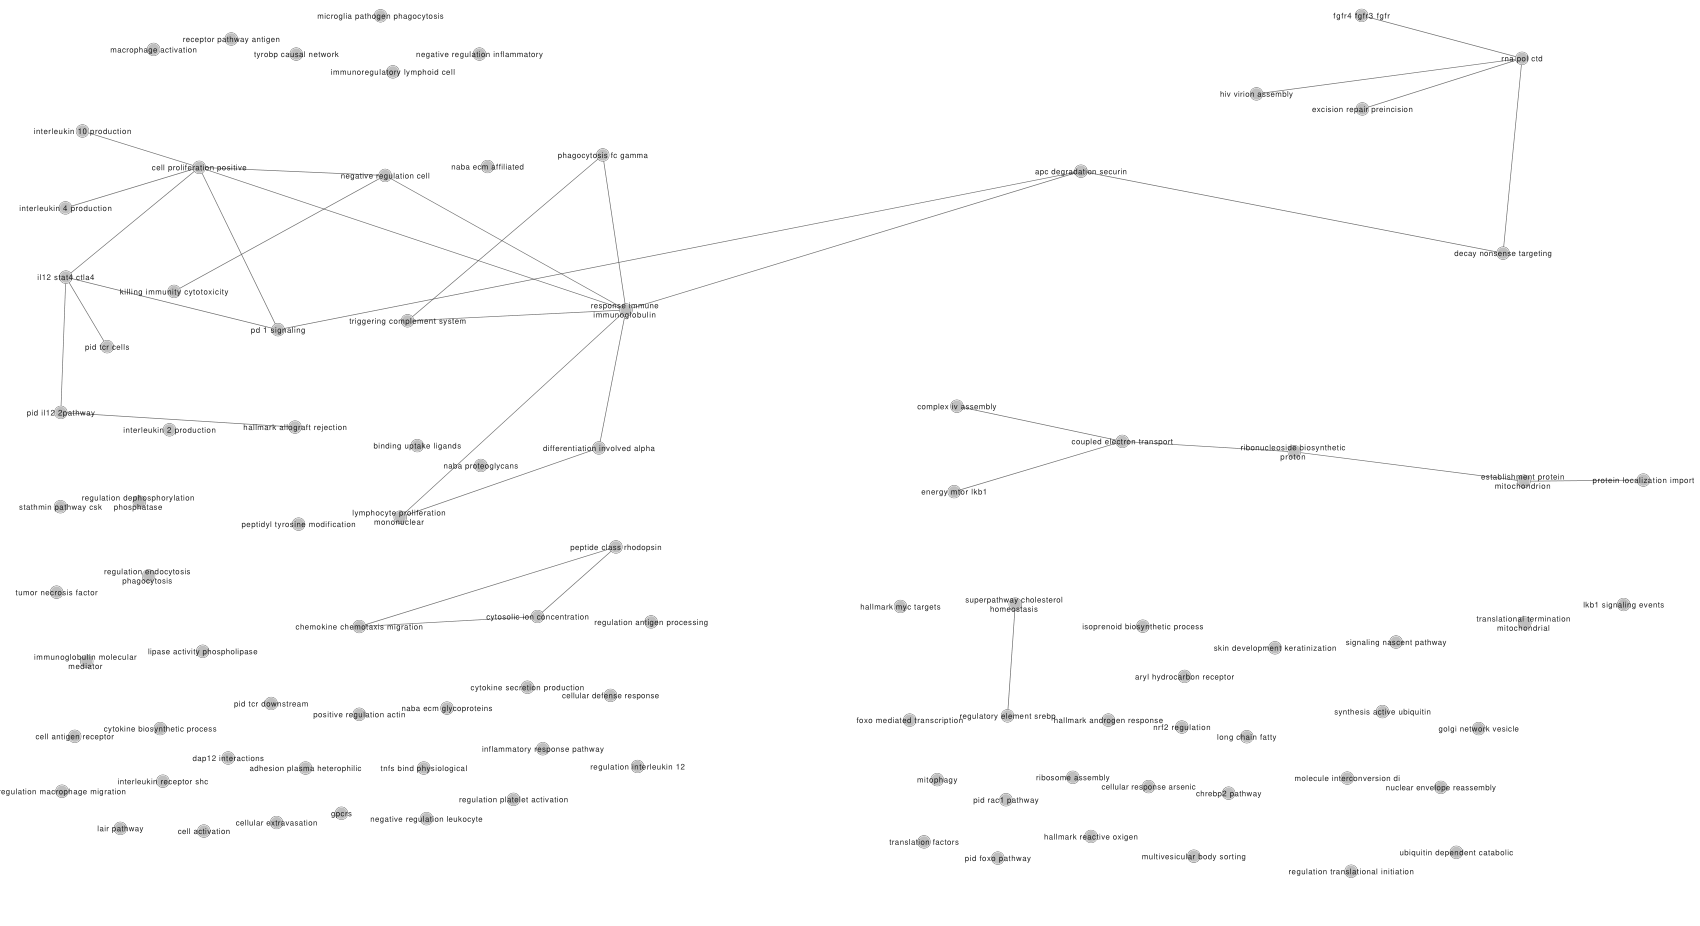 microglia pathogen phagocytosis
fgfr4 fgfr3 fgfr
receptor pathway antigen
macrophage activation
tyrobp causal network
negative regulation inflammatory
rna pol ctd
immunoregulatory lymphoid cell
hiv virion assembly
excision repair preincision
interleukin 10 production
cell proliferation positive
negative regulation cell
naba ecm affiliated
phagocytosis fc gamma
apc degradation securin
interleukin 4 production
decay nonsense targeting
il12 stat4 ctla4
killing immunity cytotoxicity
response immune
immunoglobulin
triggering complement system
pd 1 signaling
pid tcr cells
complex iv assembly
pid il12 2pathway
interleukin 2 production
hallmark allograft rejection
binding uptake ligands
differentiation involved alpha
coupled electron transport
ribonucleoside biosynthetic
proton
naba proteoglycans
establishment protein
mitochondrion
protein localization import
energy mtor lkb1
regulation dephosphorylation
phosphatase
stathmin pathway csk
lymphocyte proliferation
mononuclear
peptidyl tyrosine modification
peptide class rhodopsin
regulation endocytosis
phagocytosis
tumor necrosis factor
hallmark myc targets
superpathway cholesterol
homeostasis
lkb1 signaling events
cytosolic ion concentration
regulation antigen processing
chemokine chemotaxis migration
isoprenoid biosynthetic process
translational termination
mitochondrial
signaling nascent pathway
skin development keratinization
lipase activity phospholipase
immunoglobulin molecular
mediator
aryl hydrocarbon receptor
cytokine secretion production
cellular defense response
pid tcr downstream
naba ecm glycoproteins
positive regulation actin
foxo mediated transcription
regulatory element srebp
hallmark androgen response
synthesis active ubiquitin
nrf2 regulation
golgi network vesicle
cytokine biosynthetic process
cell antigen receptor
long chain fatty
inflammatory response pathway
dap12 interactions
adhesion plasma heterophilic
tnfs bind physiological
regulation interleukin 12
interleukin receptor shc
regulation macrophage migration
mitophagy
ribosome assembly
cellular response arsenic
chrebp2 pathway
molecule interconversion di
nuclear envelope reassembly
pid rac1 pathway
regulation platelet activation
gpcrs
negative regulation leukocyte
cellular extravasation
lair pathway
cell activation
translation factors
hallmark reactive oxigen
pid foxo pathway
multivesicular body sorting
ubiquitin dependent catabolic
regulation translational initiation